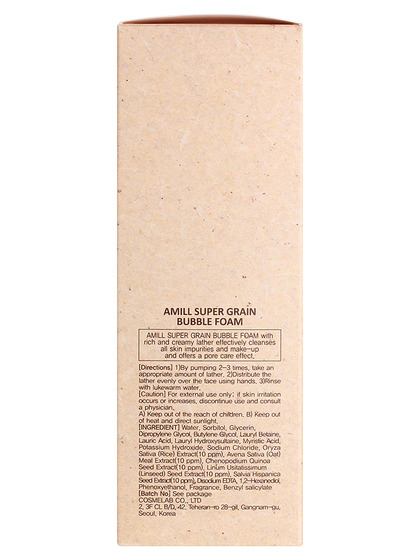 AMILL SUPER GRAIN
BUBBLE FOAM
AMILL SUPER GRAIN BUBBLE FOAM with
rich and creamy lather effectively cleanses
all skin impurities and make-up
and offers a pore care effect.
[Directions] 1)By pumping 2-3 times, take an
appropriate amount of lather. 2)Distribute the
lather evenly over the face using hands. 3)Rinse
with lukewarm water.
[Caution] For external use only: if skin irritation
occurs or increases, discontinue use and consult
a physician.
A) Keep out of the reach of children. B) Keep out
of heat and direct sunlight.
[INGREDIENT] Water, Sorbitol, Glycerin,
Dipropylene Glycol, Butylene Glycol, Lauryl Betaine,
Lauric Acid, Lauryl Hydroxysultaine, Myristic Acid,
Potassium Hydroxide, Sodium Chloride, Oryza
Sativa (Rice) Extract(10 ppm), Avena Sativa (Oat)
Meal Extract(10 ppm), Chenopodium Quinoa
Seed Extract(10 ppm), Linum Usitatissimum
(Linseed) Seed Extract(10 ppm), Salvia Hispanica
Seed Extract(10 ppm), Disodium EDTA, 1,2-Hexinediol,
Phenoxyethanol, Fragrance, Benzyl salicylate
[Batch No] See package
COSMELAB CO., LTD
2, 3F CL B/D, 42, Teheran-ro 28-gil, Gangnam-gu,
Seoul, Korea